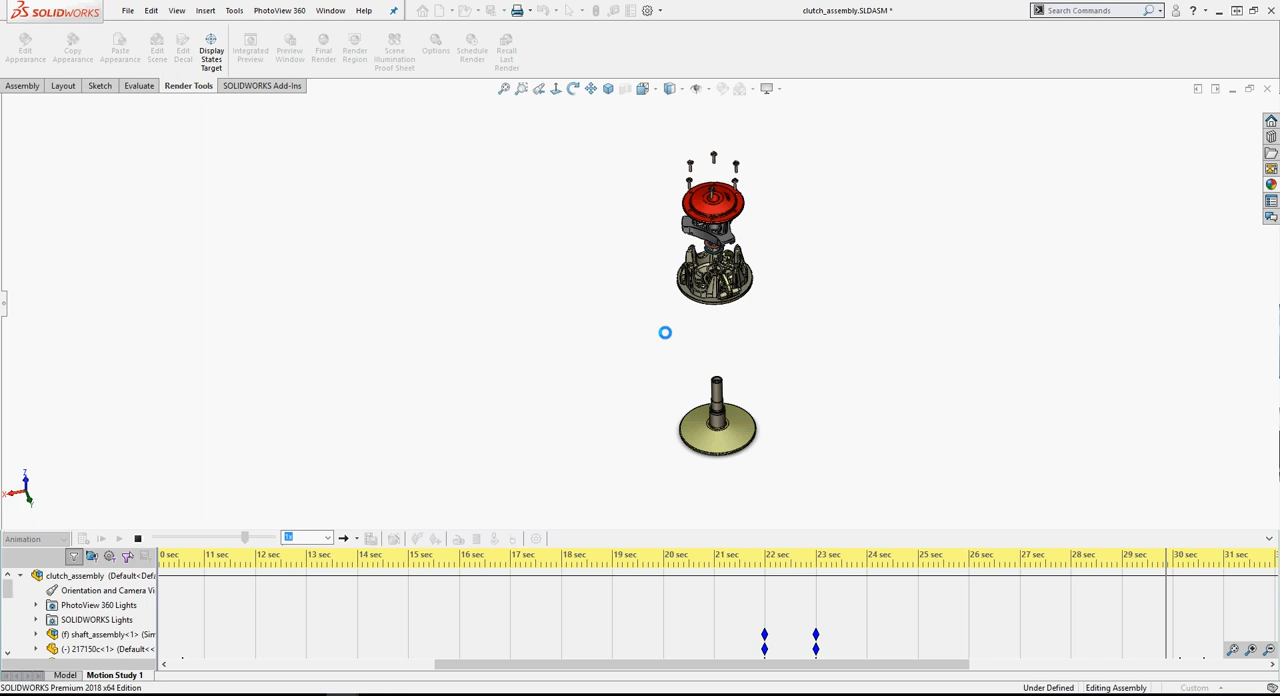 SOLIDWORKS File Edit View Insert Tools PhotoView 360 Window Help clutch_assembly.SLDASM * Search Commands
Edit Appearance
Copy Appearance
Paste Appearance
Edit Scene
Edit Decal
Display States Target
Integrated Preview
Preview Window
Final Render
Render Region
Scene Illumination Proof Sheet
Options
Schedule Render
Recall Last Render
Assembly Layout Sketch Evaluate Render Tools SOLIDWORKS Add-Ins
Z
X
Y
Animation 1x
0 sec 11 sec 12 sec 13 sec 14 sec 15 sec 16 sec 17 sec 18 sec 19 sec 20 sec 21 sec 22 sec 23 sec 24 sec 25 sec 26 sec 27 sec 28 sec 29 sec 30 sec 31 sec
clutch_assembly (Default<Def
Orientation and Camera Vi
PhotoView 360 Lights
SOLIDWORKS Lights
(f) shaft_assembly<1> (Sim
(-) 217150c<1> (Default<<
Model Motion Study 1
SOLIDWORKS Premium 2018 x64 Edition Under Defined Editing Assembly Custom